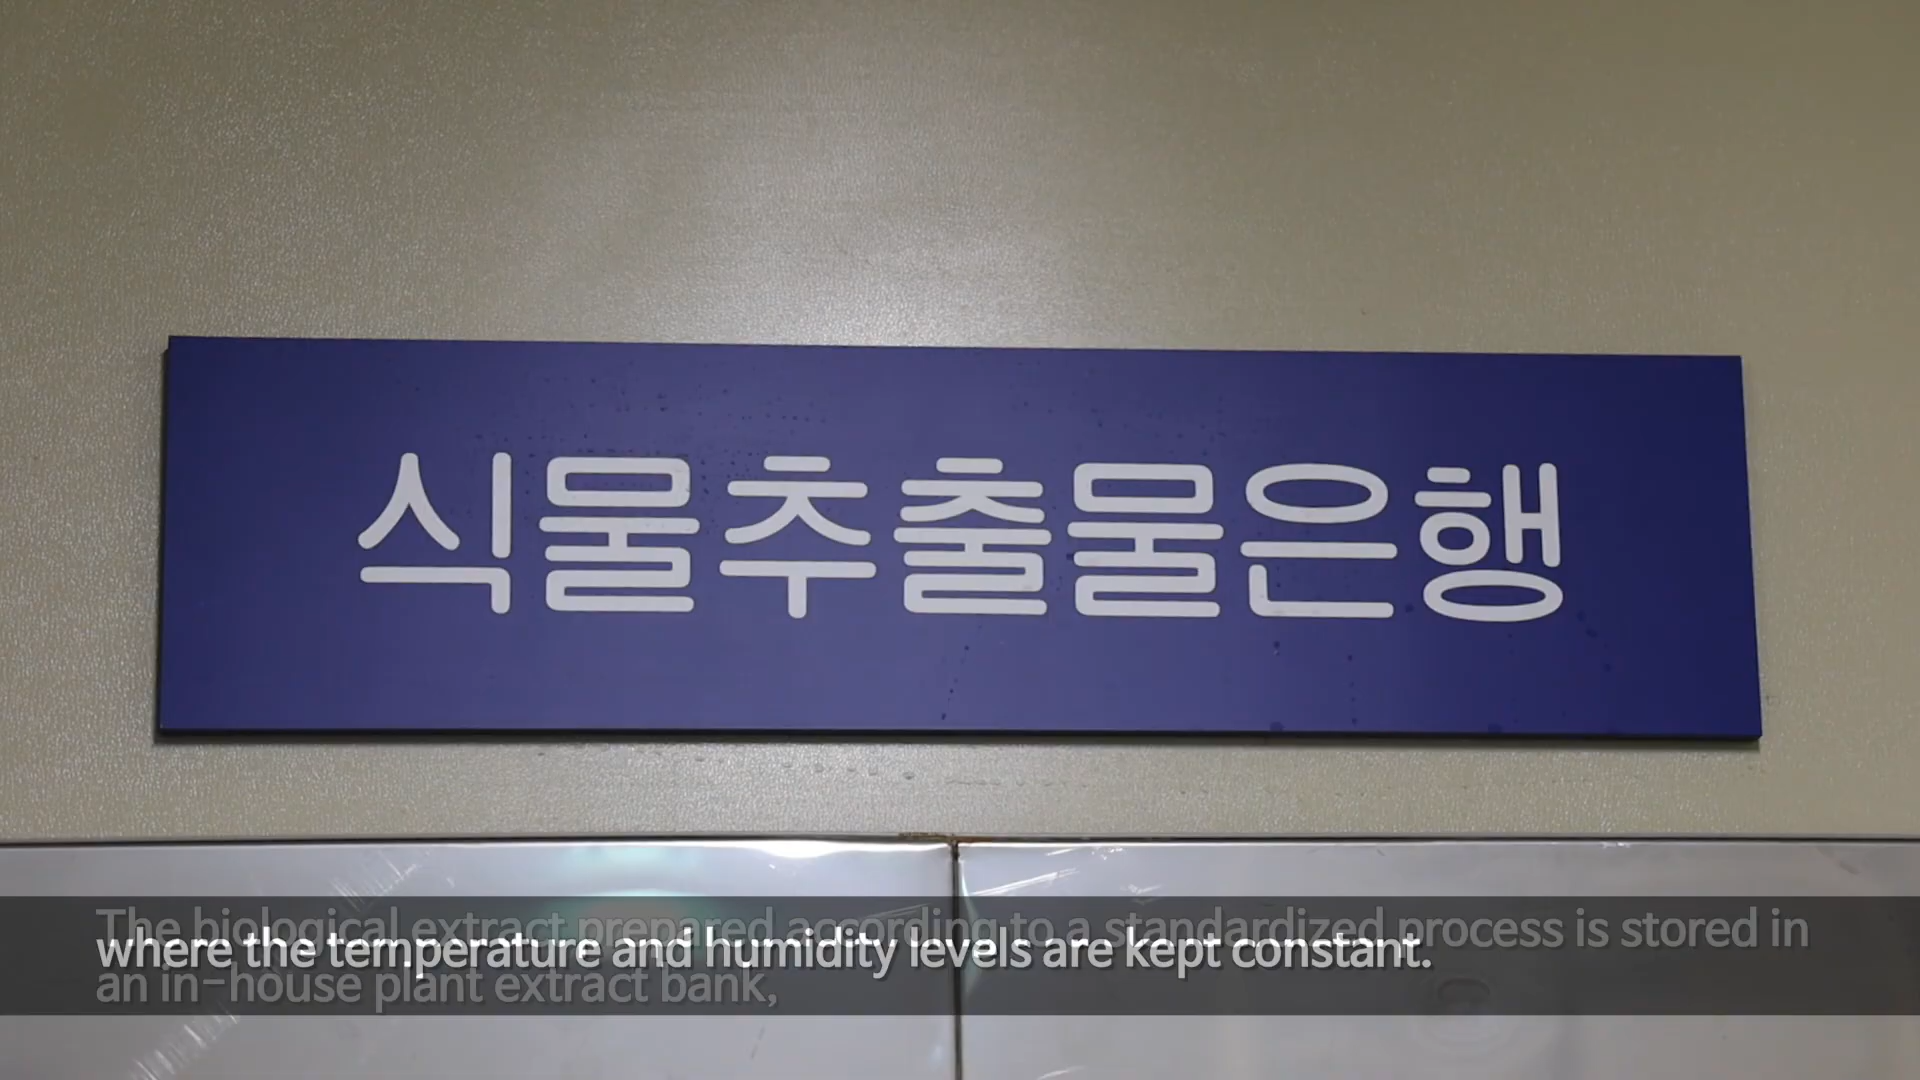 식물추출물은행
The biological extract prepared according to a standardized process is stored in
an in-house plant extract bank,
where the temperature and humidity levels are kept constant.